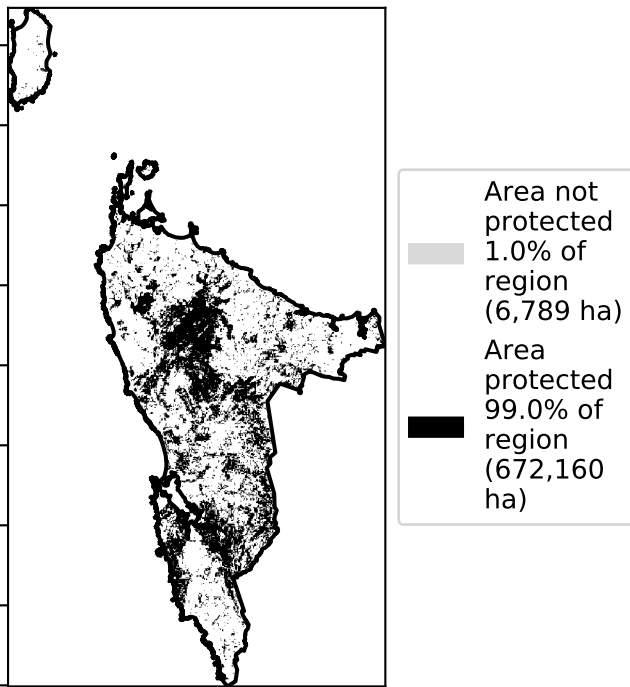 Area not
protected
1.0% of
region
(6,789 ha)
Area
protected
99.0% of
region
(672,160
ha)